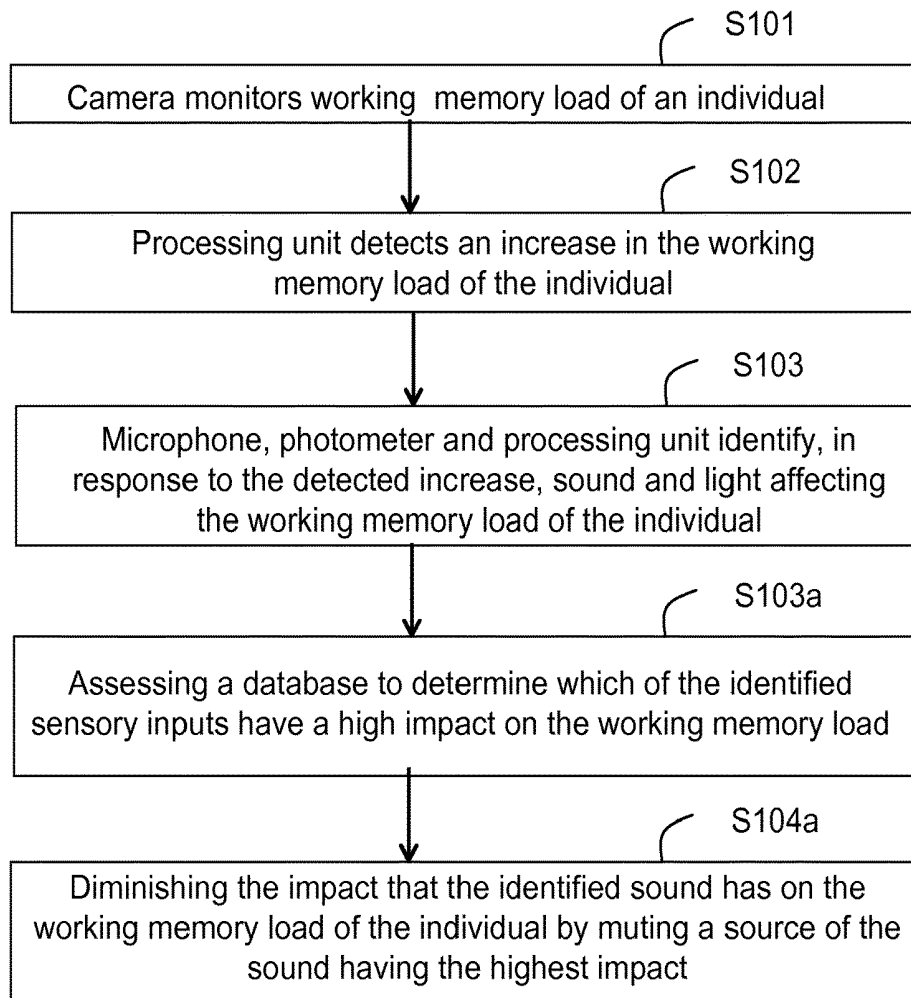 S101
Camera monitors working memory load of an individual
S102
Processing unit detects an increase in the working
memory load of the individual
S103
Microphone, photometer and processing unit identify, in
response to the detected increase, sound and light affecting
the working memory load of the individual
S103a
Assessing a database to determine which of the identified
sensory inputs have a high impact on the working memory load
S104a
Diminishing the impact that the identified sound has on the
working memory load of the individual by muting a source of the
sound having the highest impact